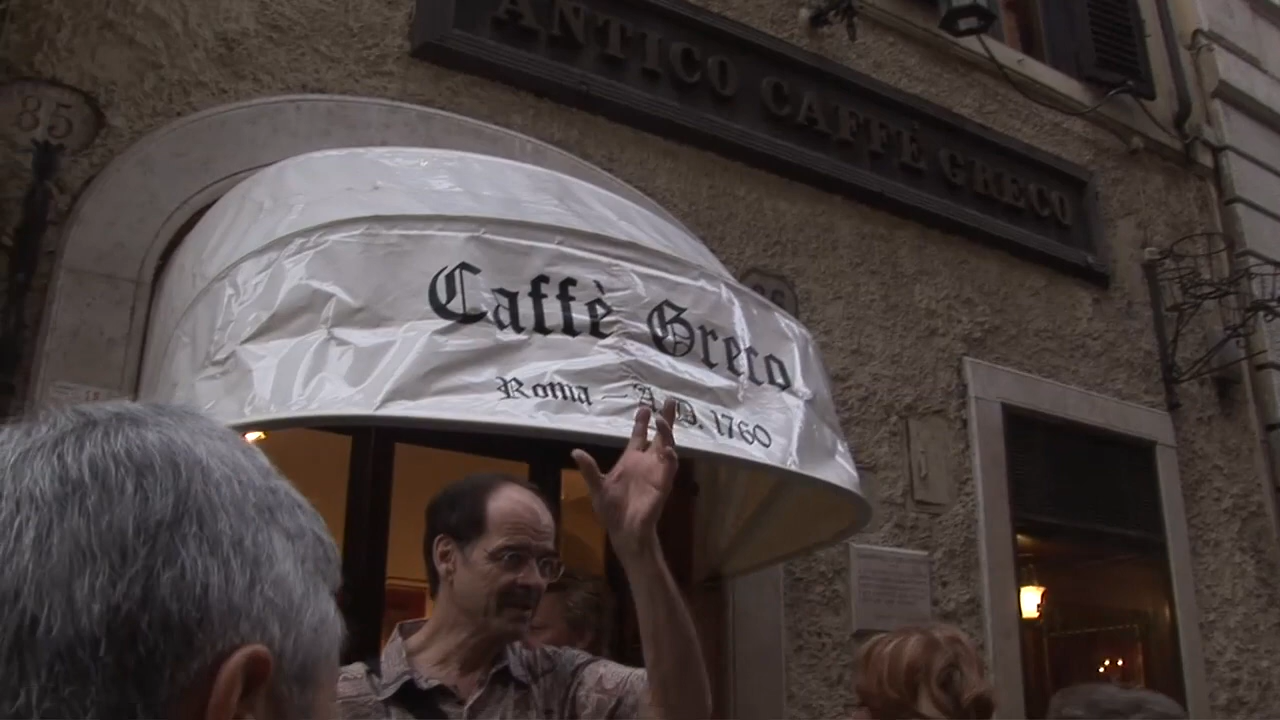 ANTICO CAFFÈ GRECO
85
Caffè Greco
Roma – A.D. 1760